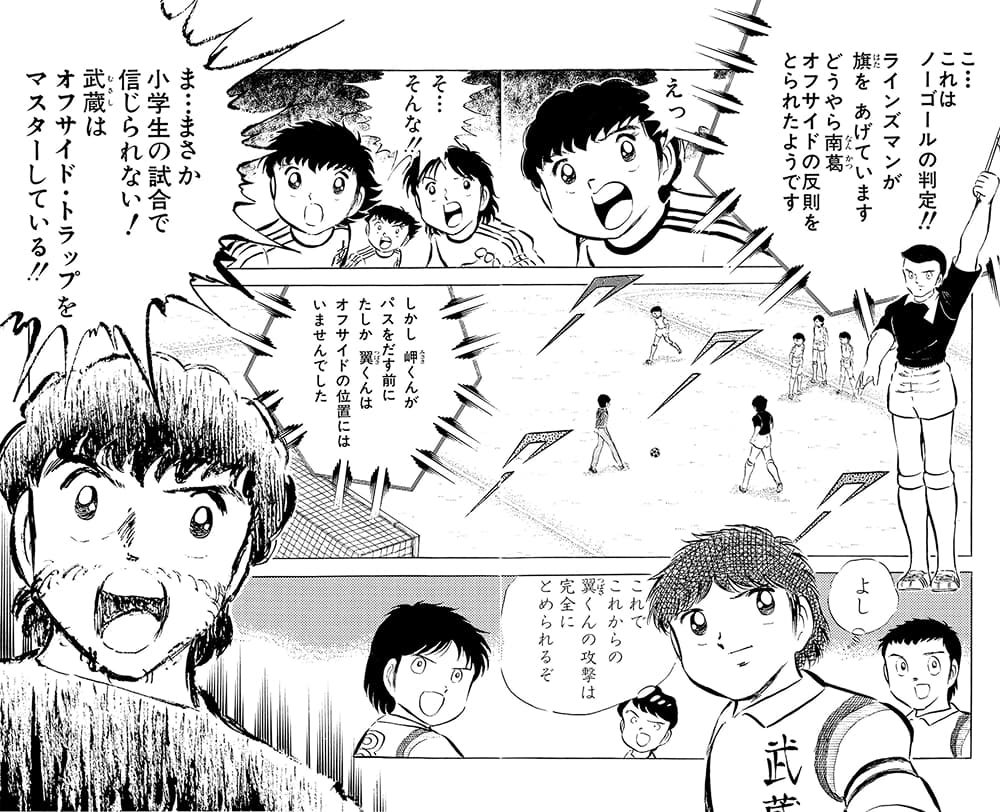 こ…
これは
ノーゴールの判定!!
ラインズマンが
旗を あげています
どうやら南葛
オフサイドの反則を
とられたようです
えっ
そ…
そんな!!
しかし 岬くんが
パスをだす前に
たしか 翼くんは
オフサイドの位置には
いませんでした
よし
これで
これからの
翼くんの攻撃は
完全に
とめられるぞ
武蔵
ま…まさか
小学生の試合で
信じられない!
武蔵は
オフサイド・トラップを
マスターしている!!